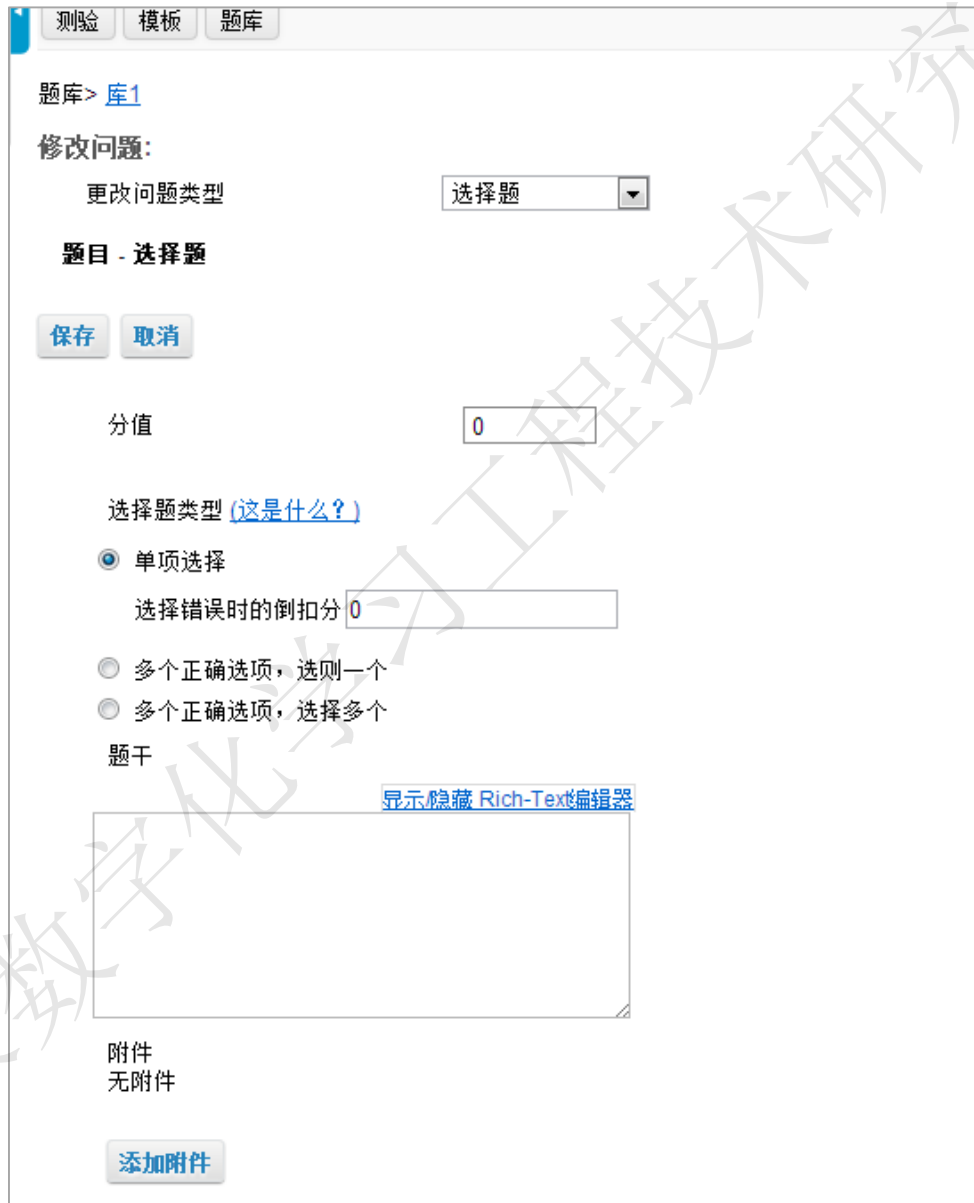 测验 模板 题库
题库> 库1
修改问题:
更改问题类型 选择题
题目 - 选择题
保存 取消
分值 0
选择题类型 (这是什么？)
单项选择
选择错误时的倒扣分 0
多个正确选项，选则一个
多个正确选项，选择多个
题干
显示/隐藏 Rich-Text编辑器
附件
无附件
添加附件
数字化学习工程技术研究